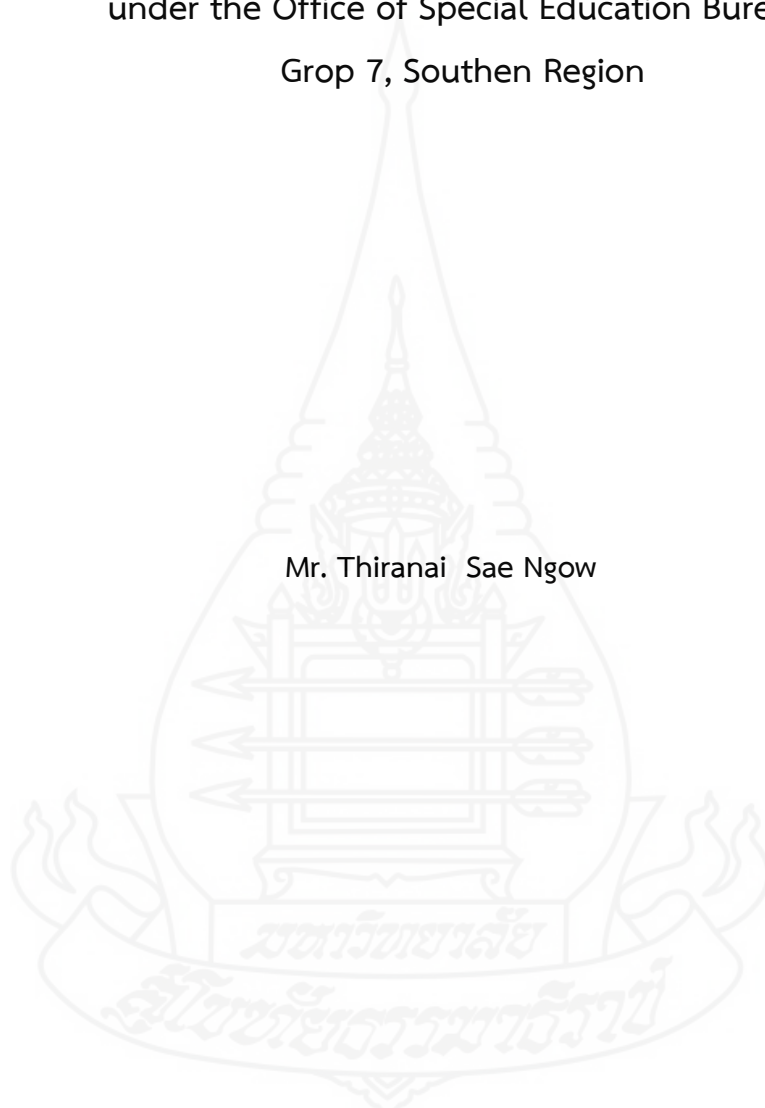 under the Office of Special Education Bure
Grop 7, Southen Region
Mr. Thiranai Sae Ngow
มหาวิทยาลัย
สุโขทัยธรรมาธิราช